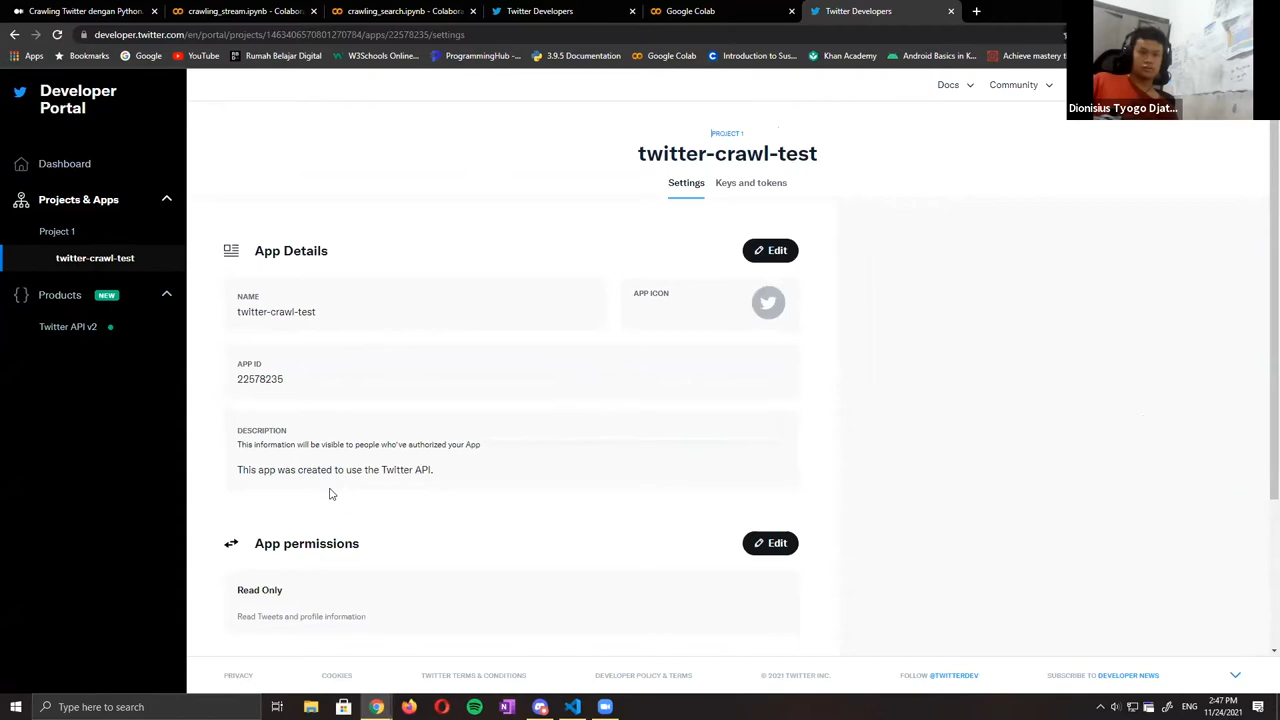 Crawling Twitter dengan Python.
crawling_twitter.ipynb - Colabo
crawling_search.ipynb - Colabor
Twitter Developers
Twitter Developers
developer.twitter.com/en/portal/projects/1463406570801270784/apps/22578235/settings
Apps
Bookmarks
Google
YouTube
Rumah Belajar Digital
W3Schools Online...
ProgrammingHub -...
3.9.5 Documentation
Google Colab
Introduction to Sus...
Khan Academy
Android Basics in K...
Achieve mastery
Dionisius Tyogo Djat...
Developer
Portal
Docs
Community
Dashboard
Projects & Apps
Project 1
twitter-crawl-test
Products
NEW
Twitter API v2
PROJECT 1
twitter-crawl-test
Settings
Keys and tokens
App Details
Edit
NAME
twitter-crawl-test
APP ICON
APP ID
22578235
DESCRIPTION
This information will be visible to people who've authorized your App
This app was created to use the Twitter API.
App permissions
Edit
Read Only
Read Tweets and profile information
PRIVACY
COOKIES
TWITTER TERMS & CONDITIONS
DEVELOPER POLICY & TERMS
© 2021 TWITTER INC.
FOLLOW @TWITTERDEV
SUBSCRIBE TO DEVELOPER NEWS
Type here to search
ENG
2:47 PM
11/24/2021